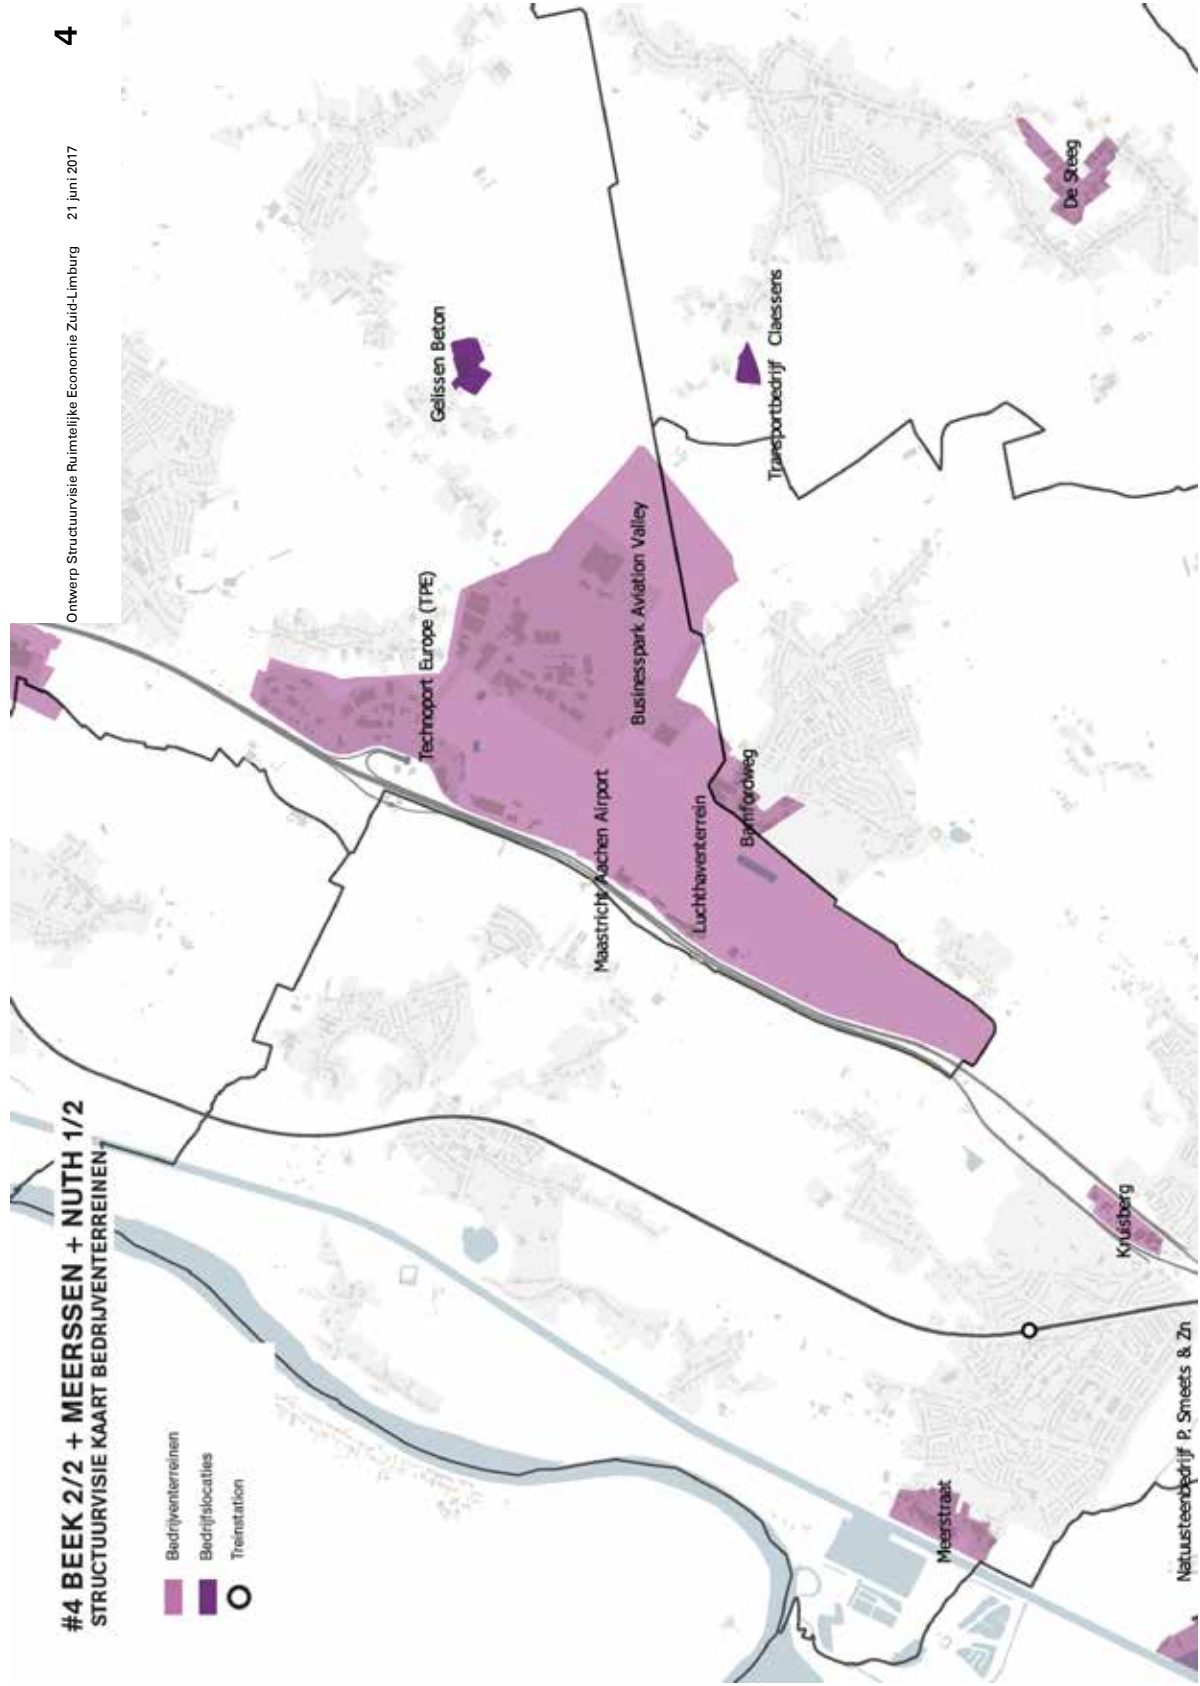 #4 BEEK 2/2 + MEERSSEN + NUTH 1/2
STRUCTUURVISIE KAART BEDRIJVENTERREINEN
Bedrijventerreinen
Bedrijfslocaties
Treinstation
Ontwerp Structuurvisie Ruimtelijke Economie Zuid-Limburg 21 juni 2017 4
Gelissen Beton
Technoport Europe (TPE)
Maastricht Aachen Airport
Businesspark Aviation Valley
Luchthaventerrein
Bamfordweg
Transportbedrijf Claessens
Meerstraat
De Steeg
Kruisberg
Natuusteenbedrijf P. Smeets & Zn